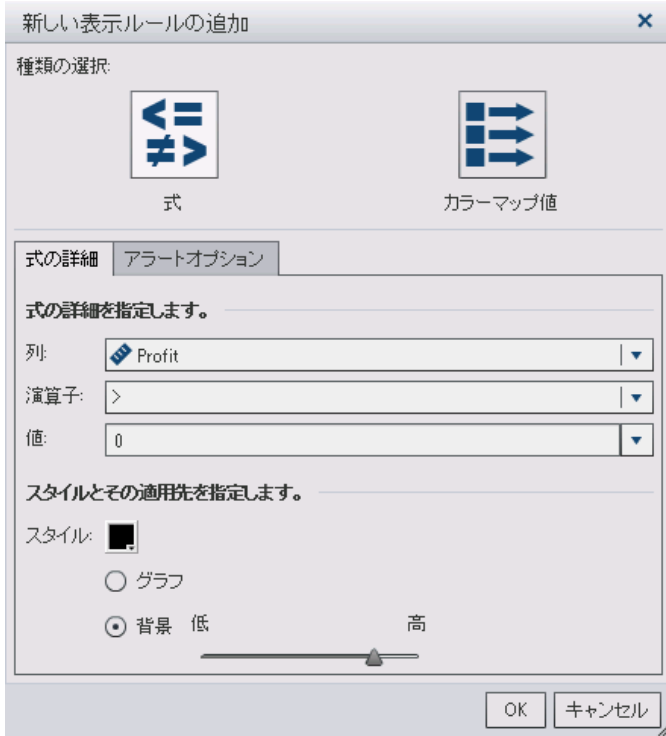 新しい表示ルールの追加
種類の選択:
式
カラーマップ値
式の詳細 アラートオプション
式の詳細を指定します。
列: Profit
演算子: >
値: 0
スタイルとその適用先を指定します。
スタイル:
グラフ
背景 低 高
OK キャンセル